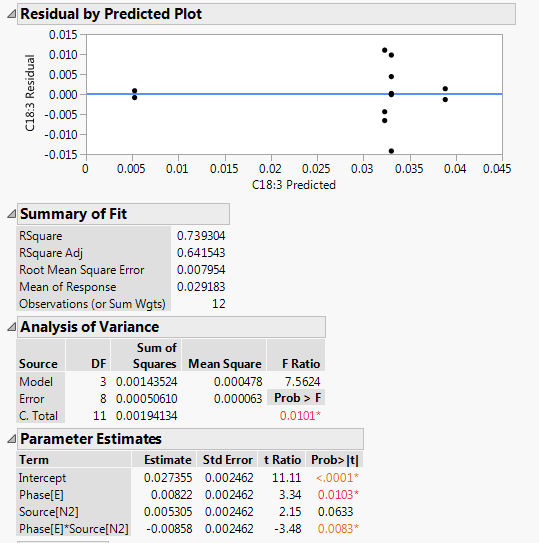 Residual by Predicted Plot
0.015
0.010
0.005
0.000
-0.005
-0.010
-0.015
C18:3 Residual
0 0.005 0.01 0.015 0.02 0.025 0.03 0.035 0.04 0.045
C18:3 Predicted
Summary of Fit
RSquare 0.739304
RSquare Adj 0.641543
Root Mean Square Error 0.007954
Mean of Response 0.029183
Observations (or Sum Wgts) 12
Analysis of Variance
Sum of
Source DF Squares Mean Square F Ratio
Model 3 0.00143524 0.000478 7.5624
Error 8 0.00050610 0.000063 Prob > F
C. Total 11 0.00194134 0.0101*
Parameter Estimates
Term Estimate Std Error t Ratio Prob>|t|
Intercept 0.027355 0.002462 11.11 <.0001*
Phase[E] 0.00822 0.002462 3.34 0.0103*
Source[N2] 0.005305 0.002462 2.15 0.0633
Phase[E]*Source[N2] -0.00858 0.002462 -3.48 0.0083*